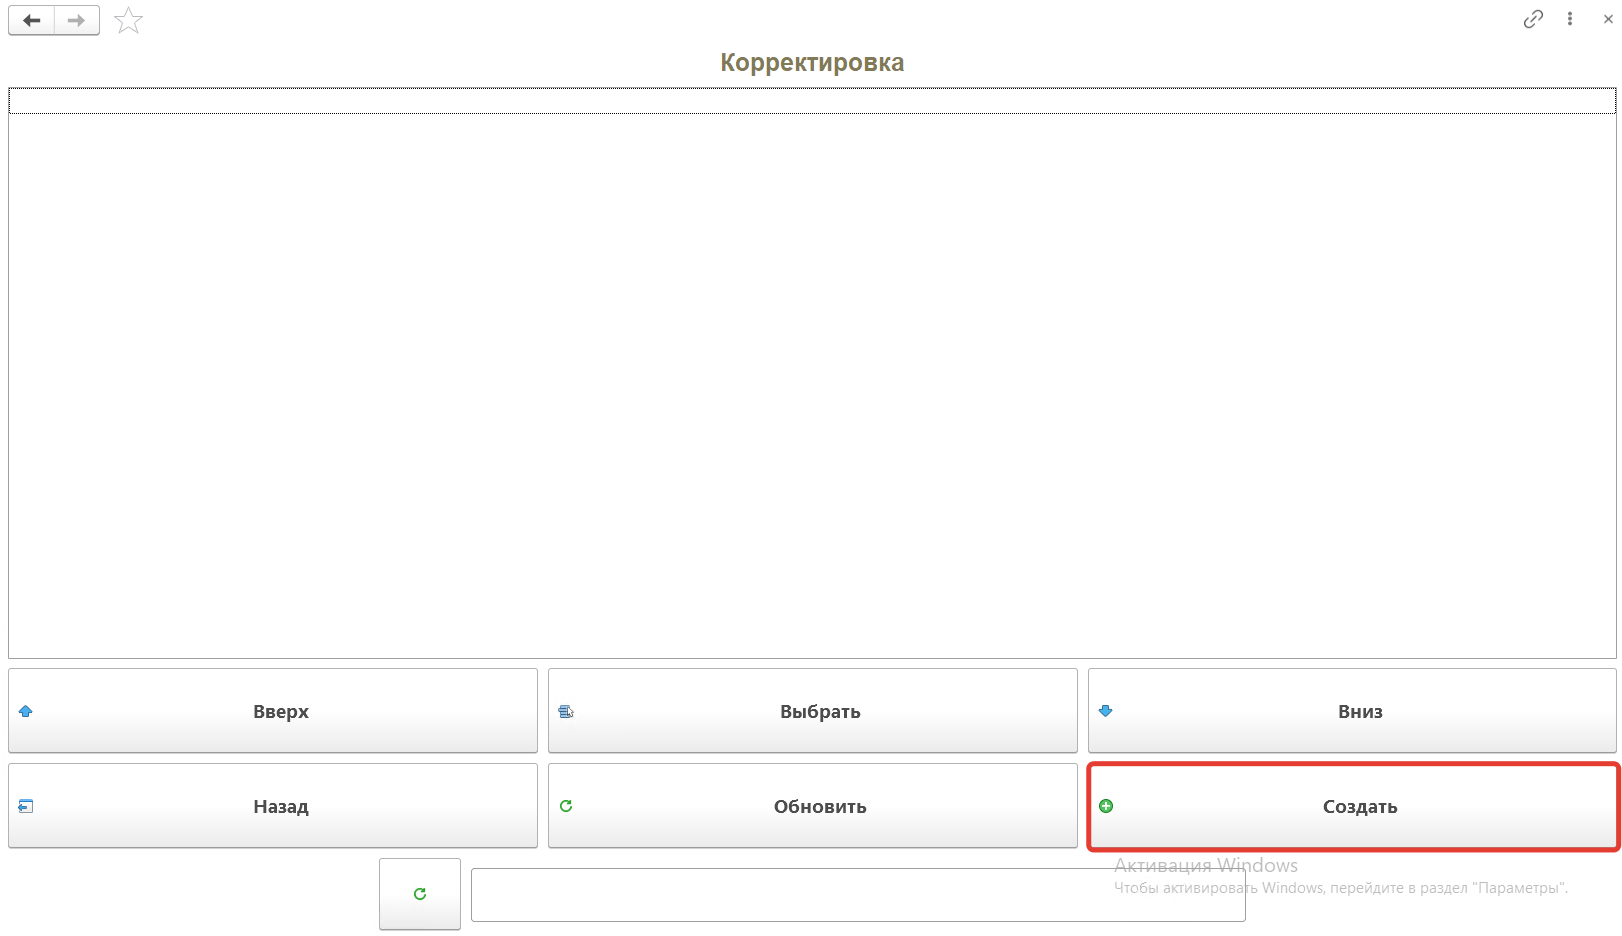 Корректировка
Вверх
Выбрать
Вниз
Назад
Обновить
Создать
Активация Windows
Чтобы активировать Windows, перейдите в раздел "Параметры".